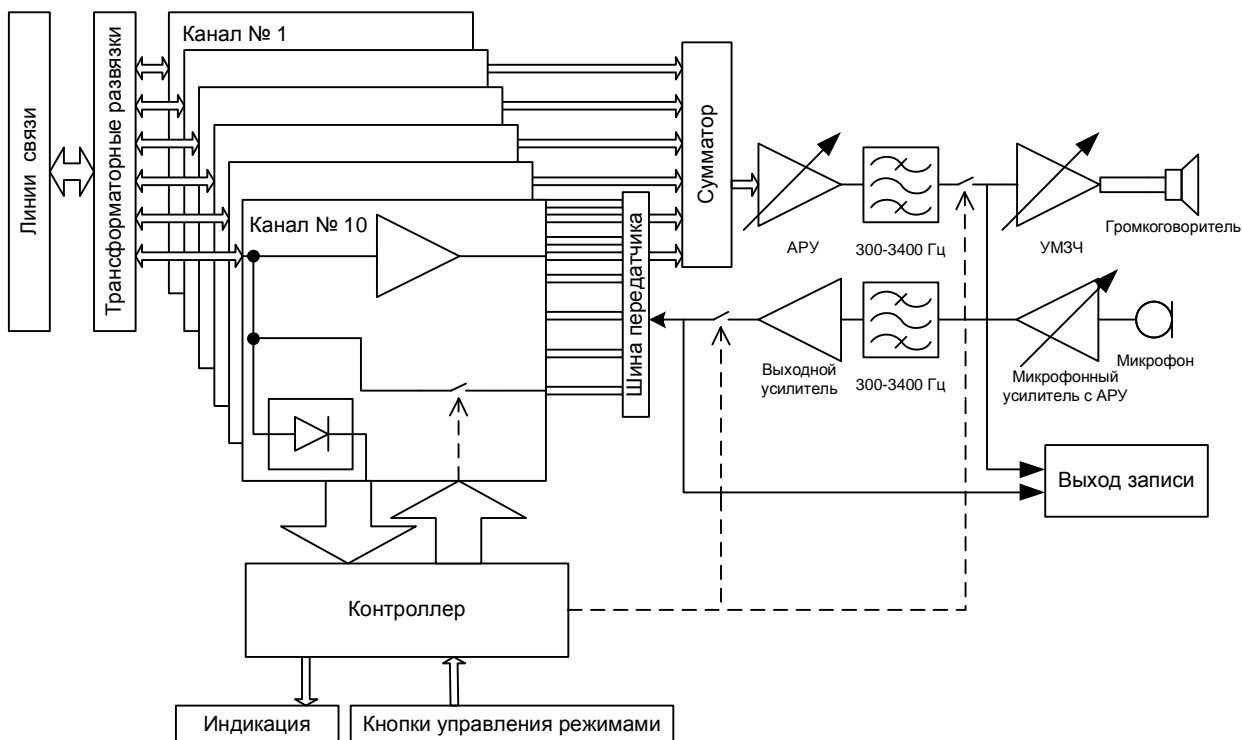 Канал № 1
Линии связи
Трансформаторные развязки
Канал № 10
Шина передатчика
Сумматор
АРУ
300-3400 Гц
УМЗЧ
Громкоговоритель
Выходной
усилитель
300-3400 Гц
Микрофонный
усилитель с АРУ
Микрофон
Выход записи
Контроллер
Индикация
Кнопки управления режимами